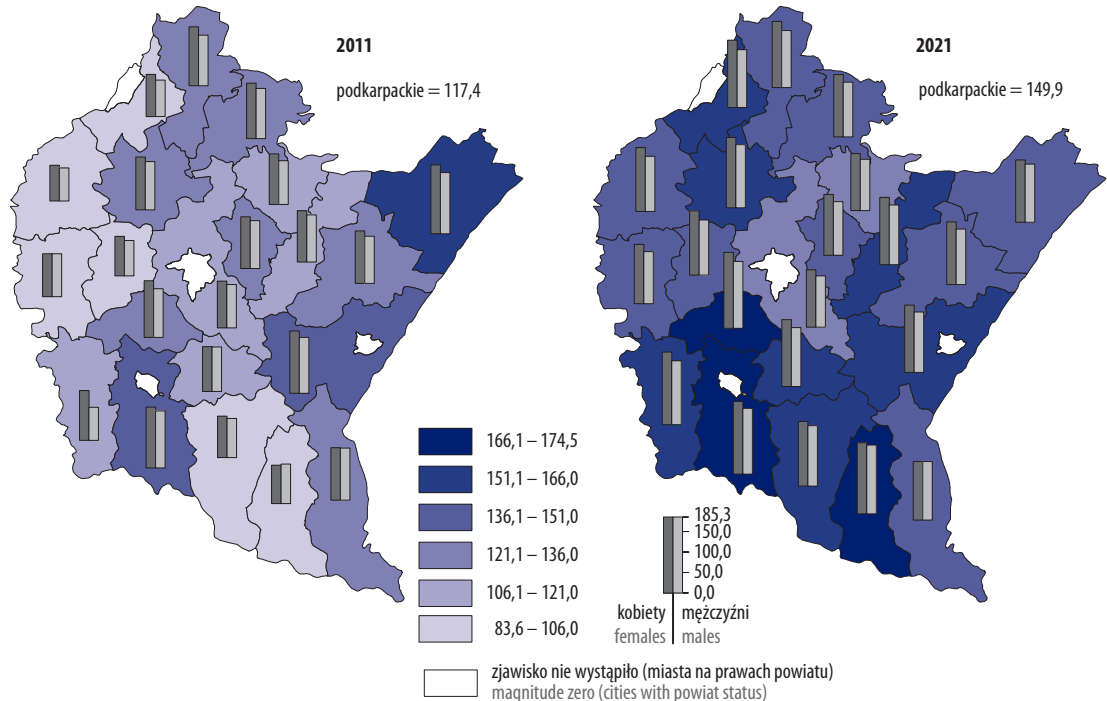 2011
podkarpackie = 117,4
2021
podkarpackie = 149,9
166,1 – 174,5
151,1 – 166,0
136,1 – 151,0
121,1 – 136,0
106,1 – 121,0
83,6 – 106,0
185,3
150,0
100,0
50,0
0,0
kobiety mężczyźni
females males
zjawisko nie wystąpiło (miasta na prawach powiatu)
magnitude zero (cities with powiat status)